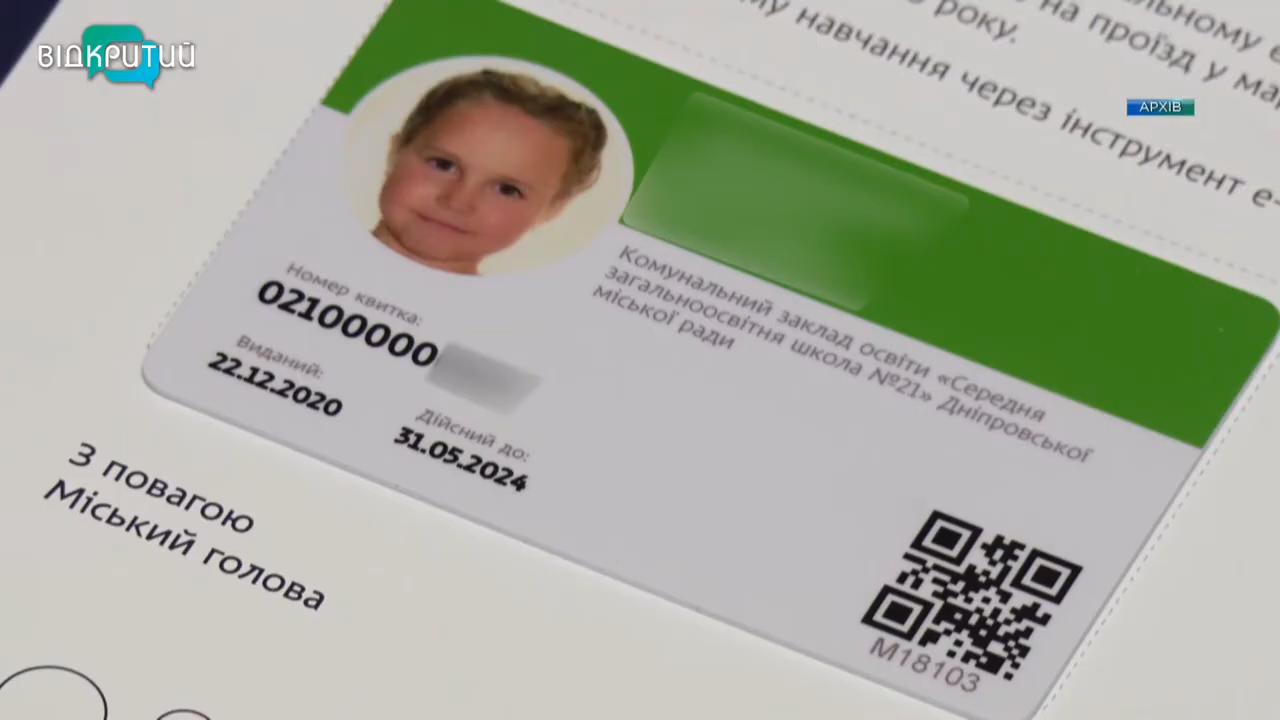 ВІДКРИТИЙ
АРХІВ
на проїзд у
року.
навчання через інструмент е-
Комунальний заклад освіти «Середня
загальноосвітня школа №21» Дніпровської
міської ради
Номер квитка:
02100000
Виданий:
22.12.2020
Дійсний до:
31.05.2024
З повагою
Міський голова
M18103